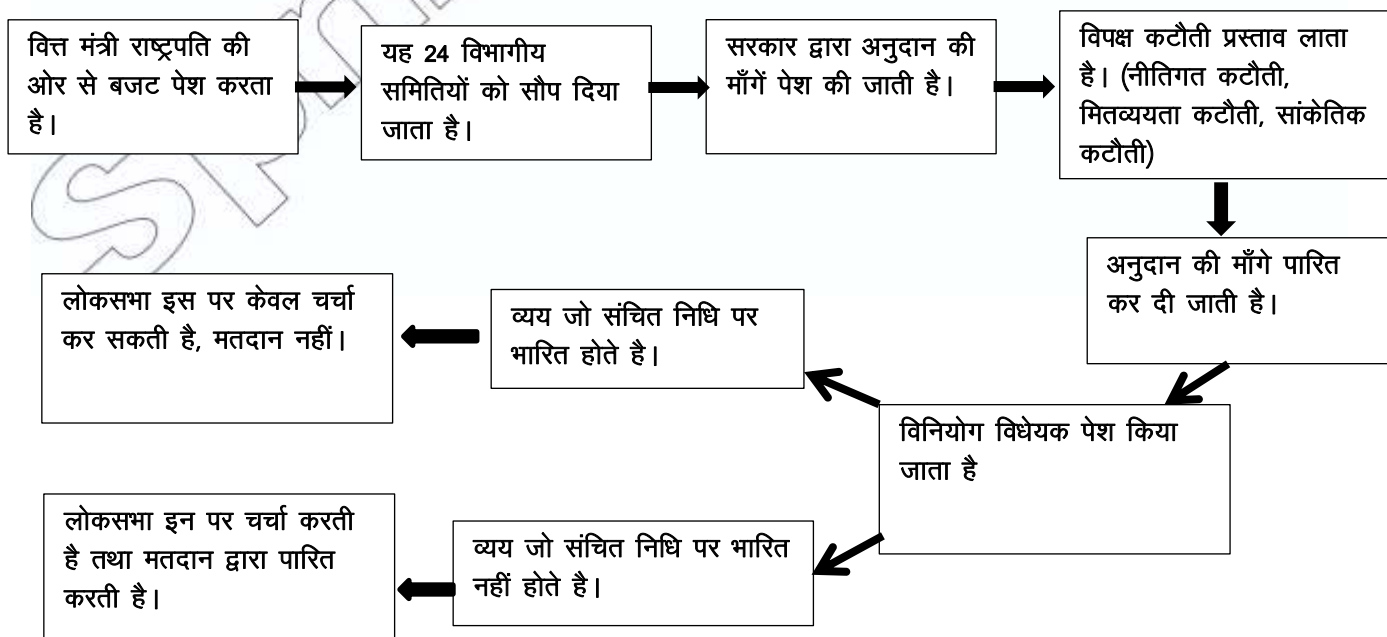 वित्त मंत्री राष्ट्रपति की
ओर से बजट पेश करता
है।
यह 24 विभागीय
समितियों को सौप दिया
जाता है।
सरकार द्वारा अनुदान की
माँगें पेश की जाती है।
विपक्ष कटौती प्रस्ताव लाता
है। (नीतिगत कटौती,
मितव्ययता कटौती, सांकेतिक
कटौती)
अनुदान की माँगे पारित
कर दी जाती है।
विनियोग विधेयक पेश किया
जाता है
व्यय जो संचित निधि पर
भारित होते है।
लोकसभा इस पर केवल चर्चा
कर सकती है, मतदान नहीं।
व्यय जो संचित निधि पर भारित
नहीं होते है।
लोकसभा इन पर चर्चा करती
है तथा मतदान द्वारा पारित
करती है।